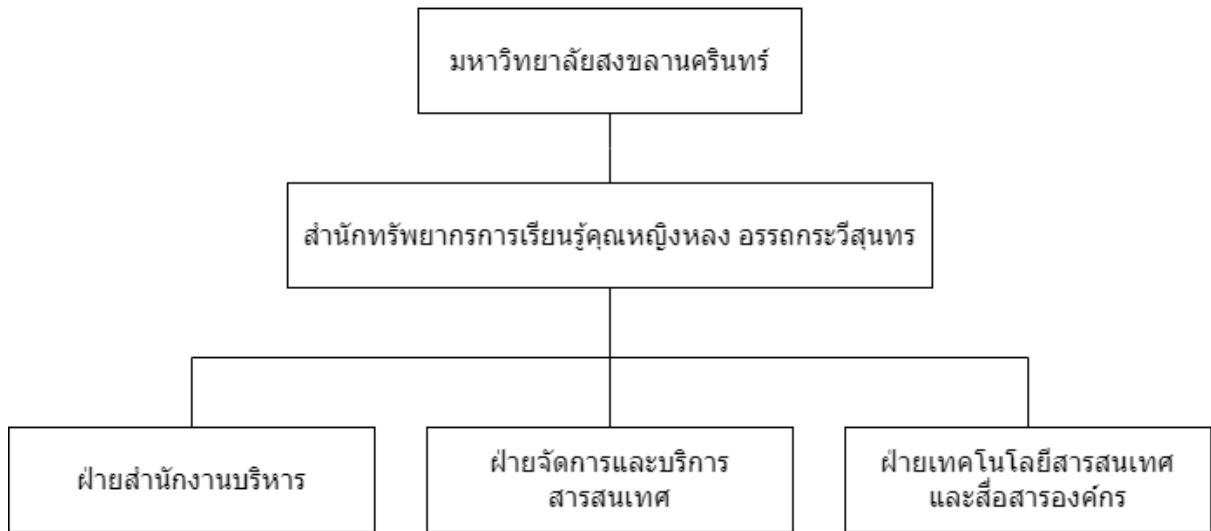 มหาวิทยาลัยสงขลานครินทร์
สำนักทรัพยากรการเรียนรู้คุณหญิงหลง อรรถกระวีสุนทร
ฝ่ายสำนักงานบริหาร
ฝ่ายจัดการและบริการ
สารสนเทศ
ฝ่ายเทคโนโลยีสารสนเทศ
และสื่อสารองค์กร